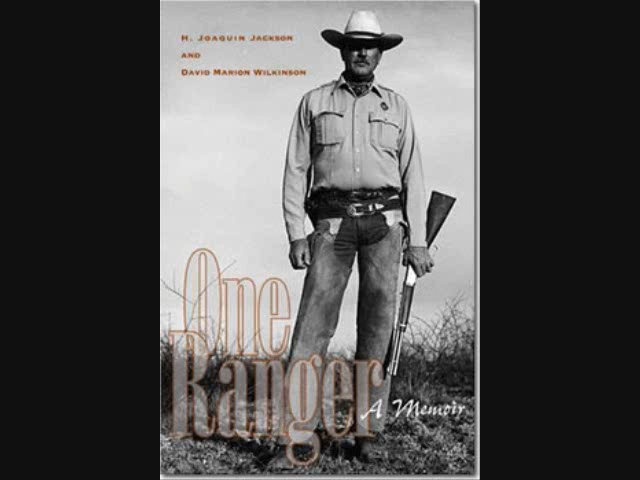 H. JOAQUIN JACKSON
AND
DAVID MARION WILKINSON
One
Ranger
A Memoir